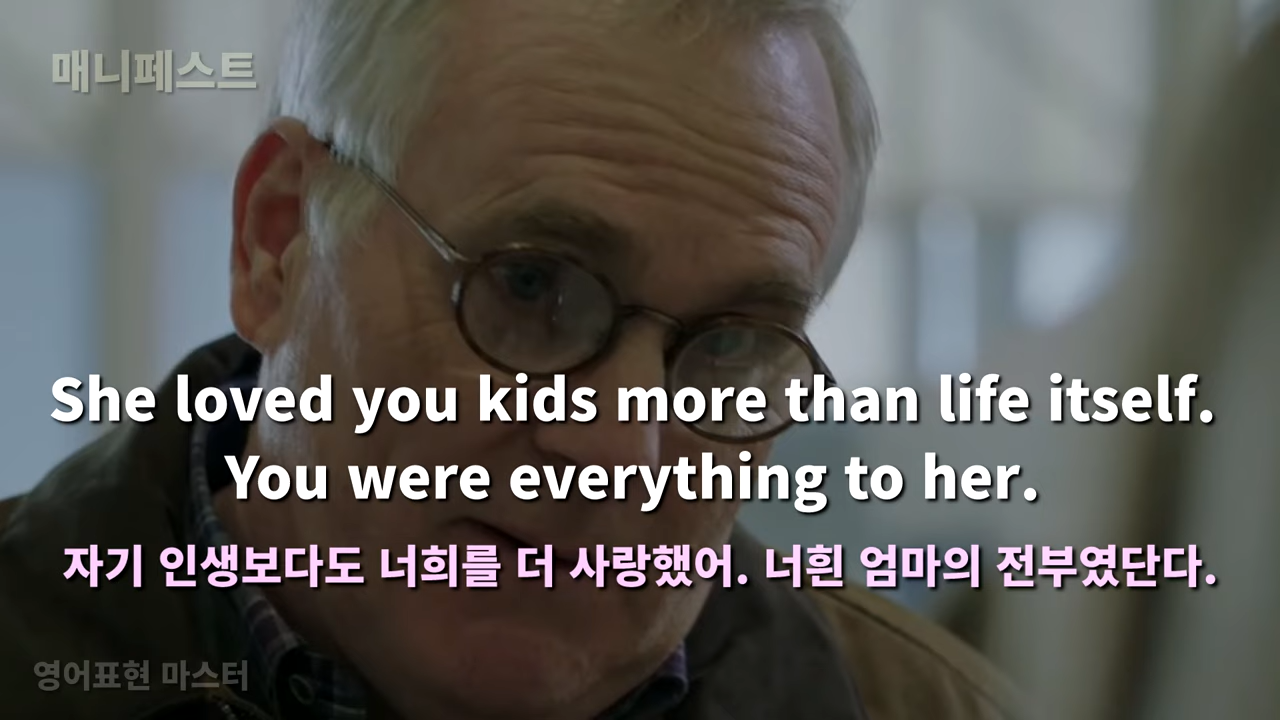 매니페스트
She loved you kids more than life itself.
You were everything to her.
자기 인생보다도 너희를 더 사랑했어. 너흰 엄마의 전부였단다.
영어표현 마스터